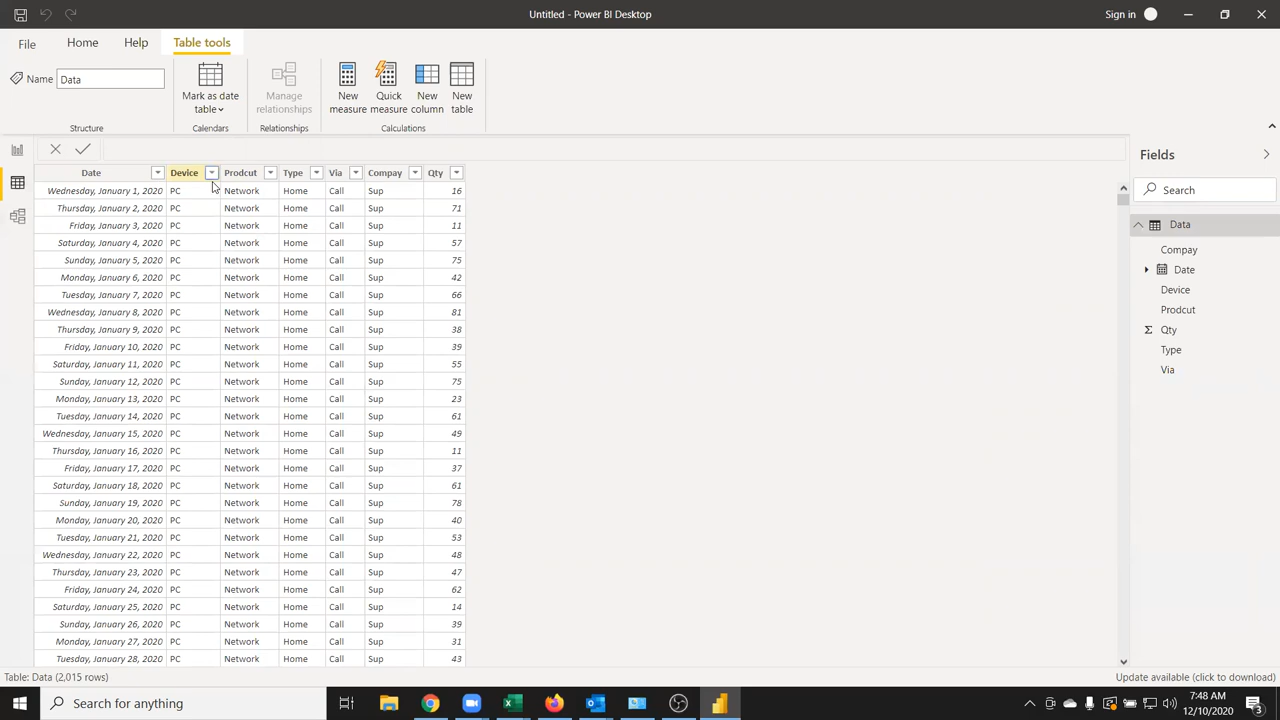 Untitled - Power BI Desktop
Sign in
File Home Help Table tools
Name Data
Mark as date table
Manage relationships
New measure
Quick measure
New column
New table
Structure Calendars Relationships Calculations
Date Device Prodcut Type Via Compay Qty
Wednesday, January 1, 2020 PC Network Home Call Sup 16
Thursday, January 2, 2020 PC Network Home Call Sup 71
Friday, January 3, 2020 PC Network Home Call Sup 11
Saturday, January 4, 2020 PC Network Home Call Sup 57
Sunday, January 5, 2020 PC Network Home Call Sup 75
Monday, January 6, 2020 PC Network Home Call Sup 42
Tuesday, January 7, 2020 PC Network Home Call Sup 66
Wednesday, January 8, 2020 PC Network Home Call Sup 81
Thursday, January 9, 2020 PC Network Home Call Sup 38
Friday, January 10, 2020 PC Network Home Call Sup 39
Saturday, January 11, 2020 PC Network Home Call Sup 55
Sunday, January 12, 2020 PC Network Home Call Sup 75
Monday, January 13, 2020 PC Network Home Call Sup 23
Tuesday, January 14, 2020 PC Network Home Call Sup 61
Wednesday, January 15, 2020 PC Network Home Call Sup 49
Thursday, January 16, 2020 PC Network Home Call Sup 11
Friday, January 17, 2020 PC Network Home Call Sup 37
Saturday, January 18, 2020 PC Network Home Call Sup 61
Sunday, January 19, 2020 PC Network Home Call Sup 78
Monday, January 20, 2020 PC Network Home Call Sup 40
Tuesday, January 21, 2020 PC Network Home Call Sup 53
Wednesday, January 22, 2020 PC Network Home Call Sup 48
Thursday, January 23, 2020 PC Network Home Call Sup 47
Friday, January 24, 2020 PC Network Home Call Sup 62
Saturday, January 25, 2020 PC Network Home Call Sup 14
Sunday, January 26, 2020 PC Network Home Call Sup 39
Monday, January 27, 2020 PC Network Home Call Sup 31
Tuesday, January 28, 2020 PC Network Home Call Sup 43
Fields
Search
Data
Compay
Date
Device
Prodcut
Σ Qty
Type
Via
Table: Data (2,015 rows)
Update available (click to download)
Search for anything
7:48 AM
12/10/2020
3